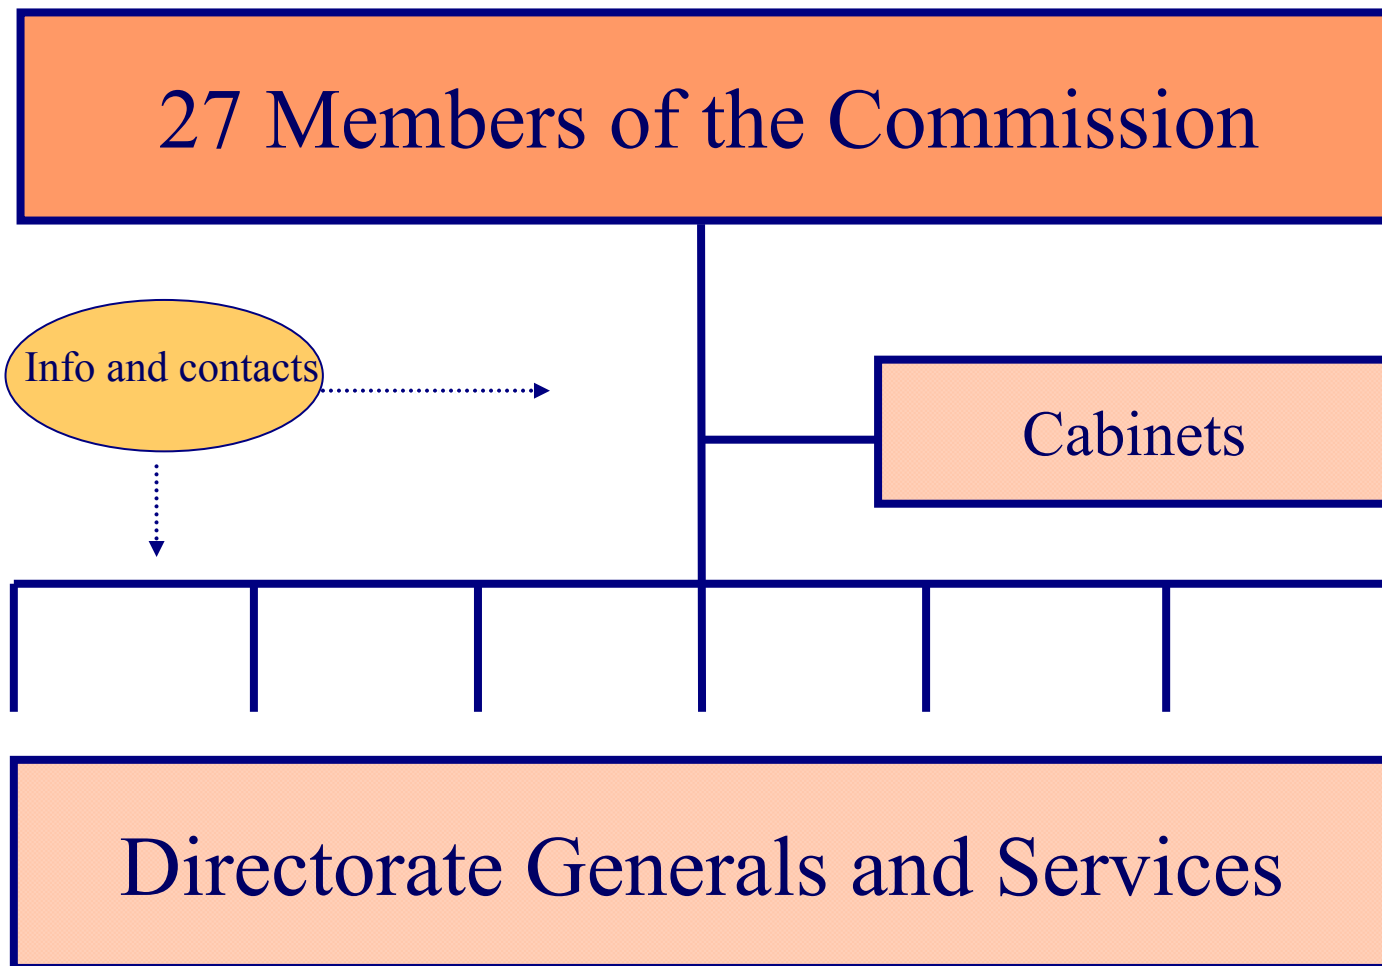 27 Members of the Commission
Info and contacts
Cabinets
Directorate Generals and Services